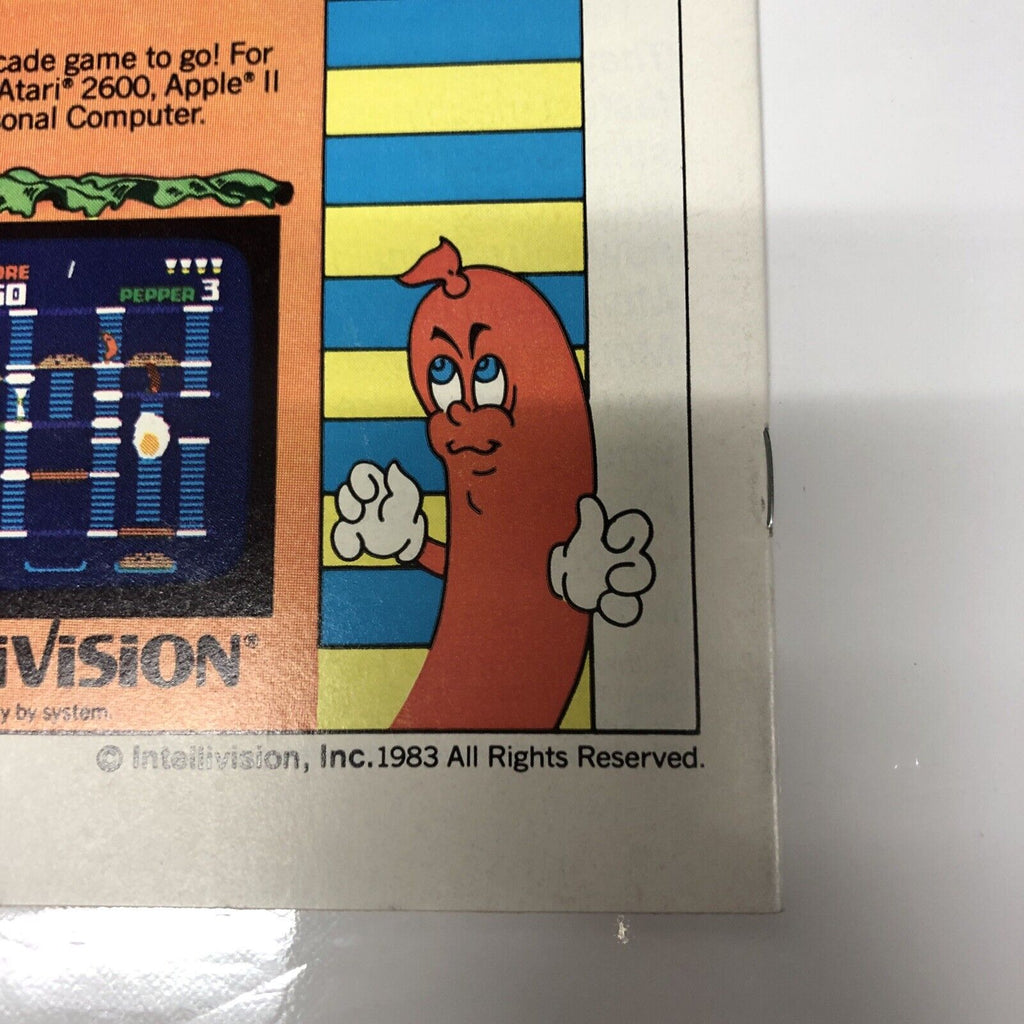 cade game to go! For
Atari® 2600, Apple® II
onal Computer.
ORE
50
PEPPER 3
iViSiON®
y by system.
© Intellivision, Inc. 1983 All Rights Reserved.